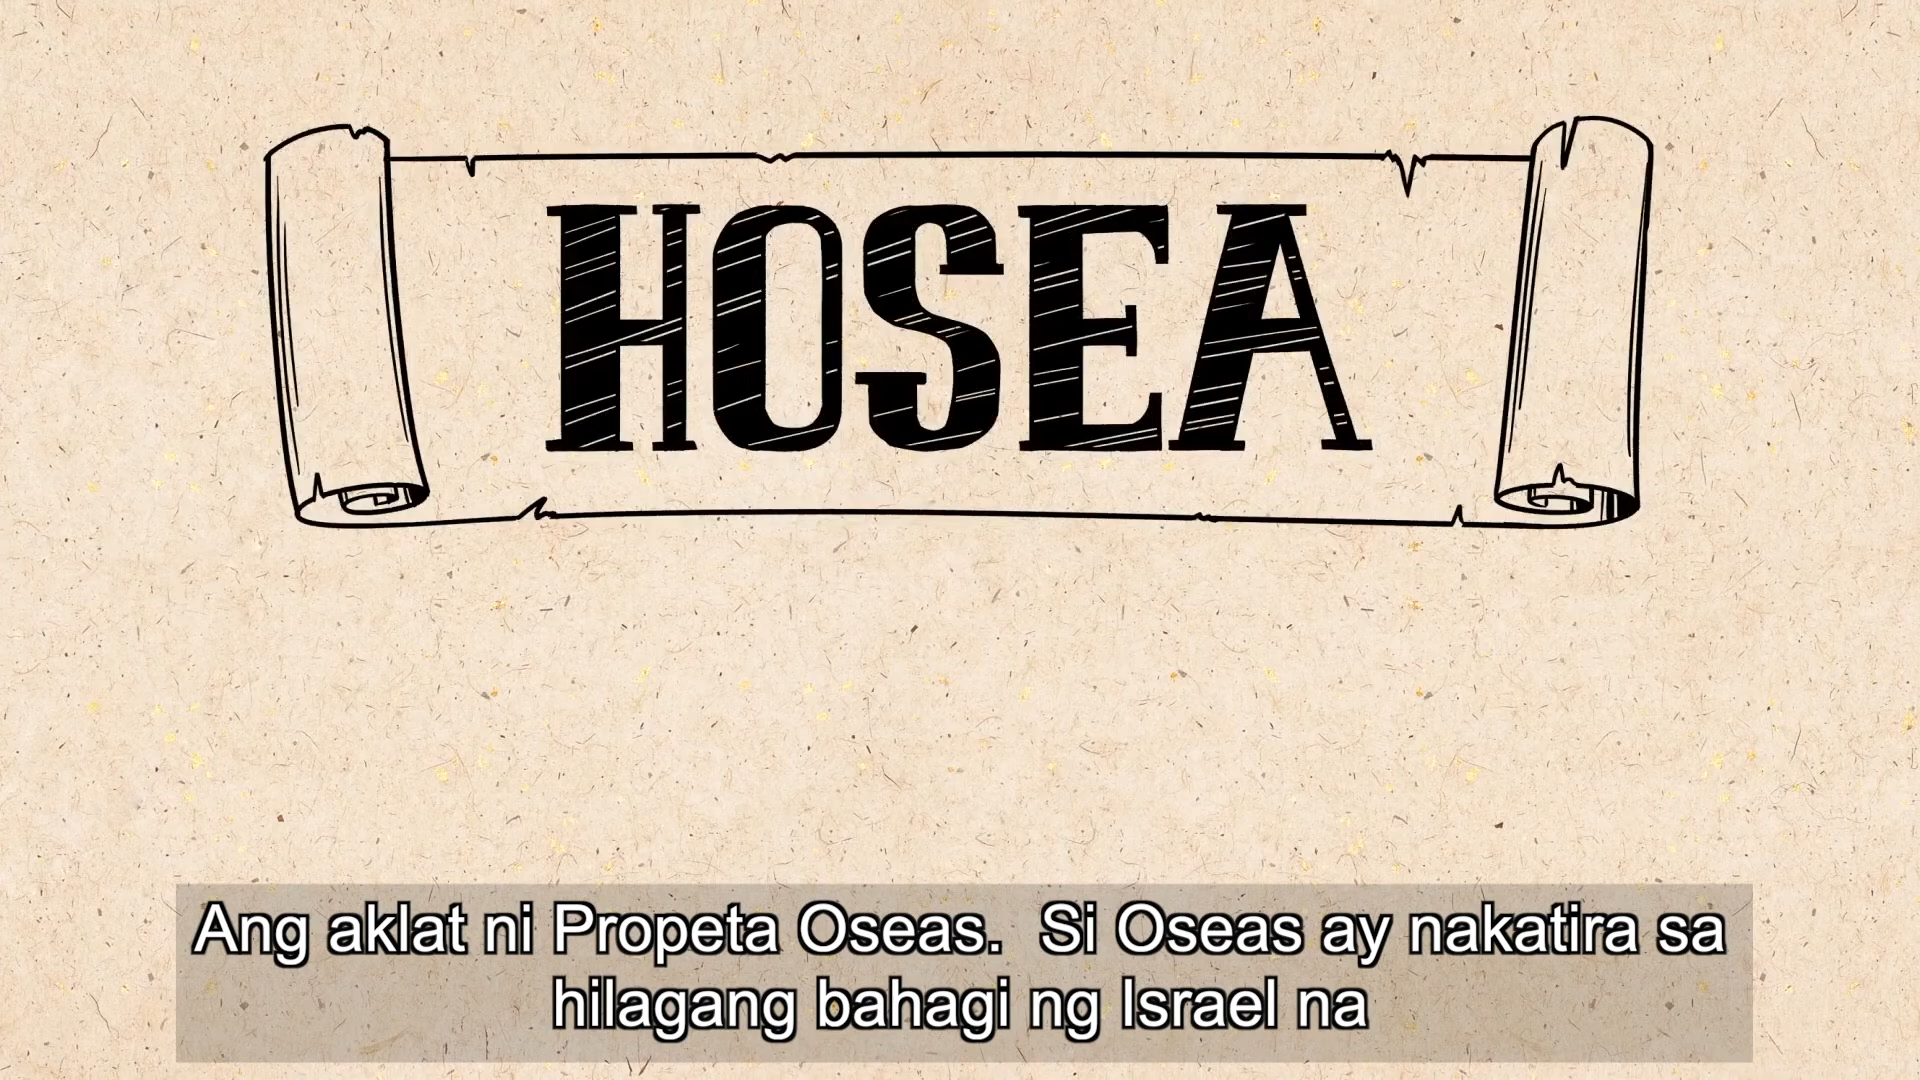 HOSEA
Ang aklat ni Propeta Oseas.  Si Oseas ay nakatira sa
hilagang bahagi ng Israel na